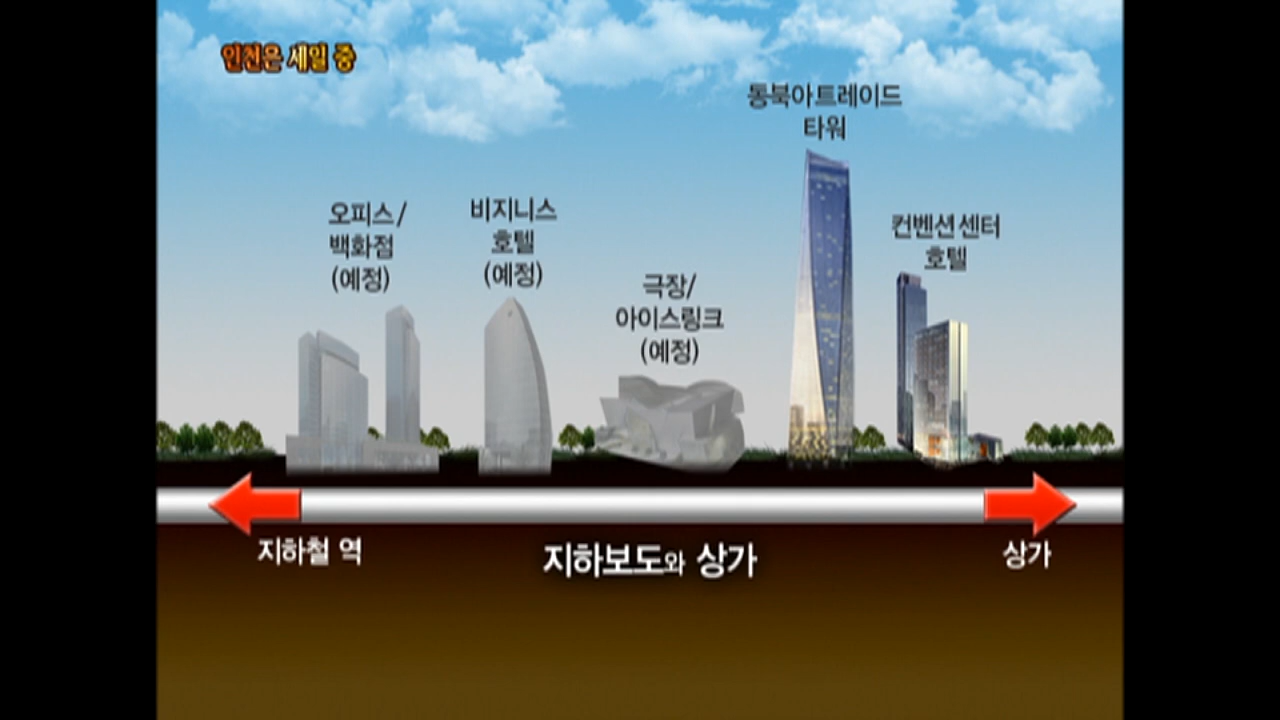 인천은 세일 중
동북아트레이드
타워
오피스/
백화점
(예정)
비지니스
호텔
(예정)
극장/
아이스링크
(예정)
컨벤션 센터
호텔
지하철 역
지하보도와 상가
상가